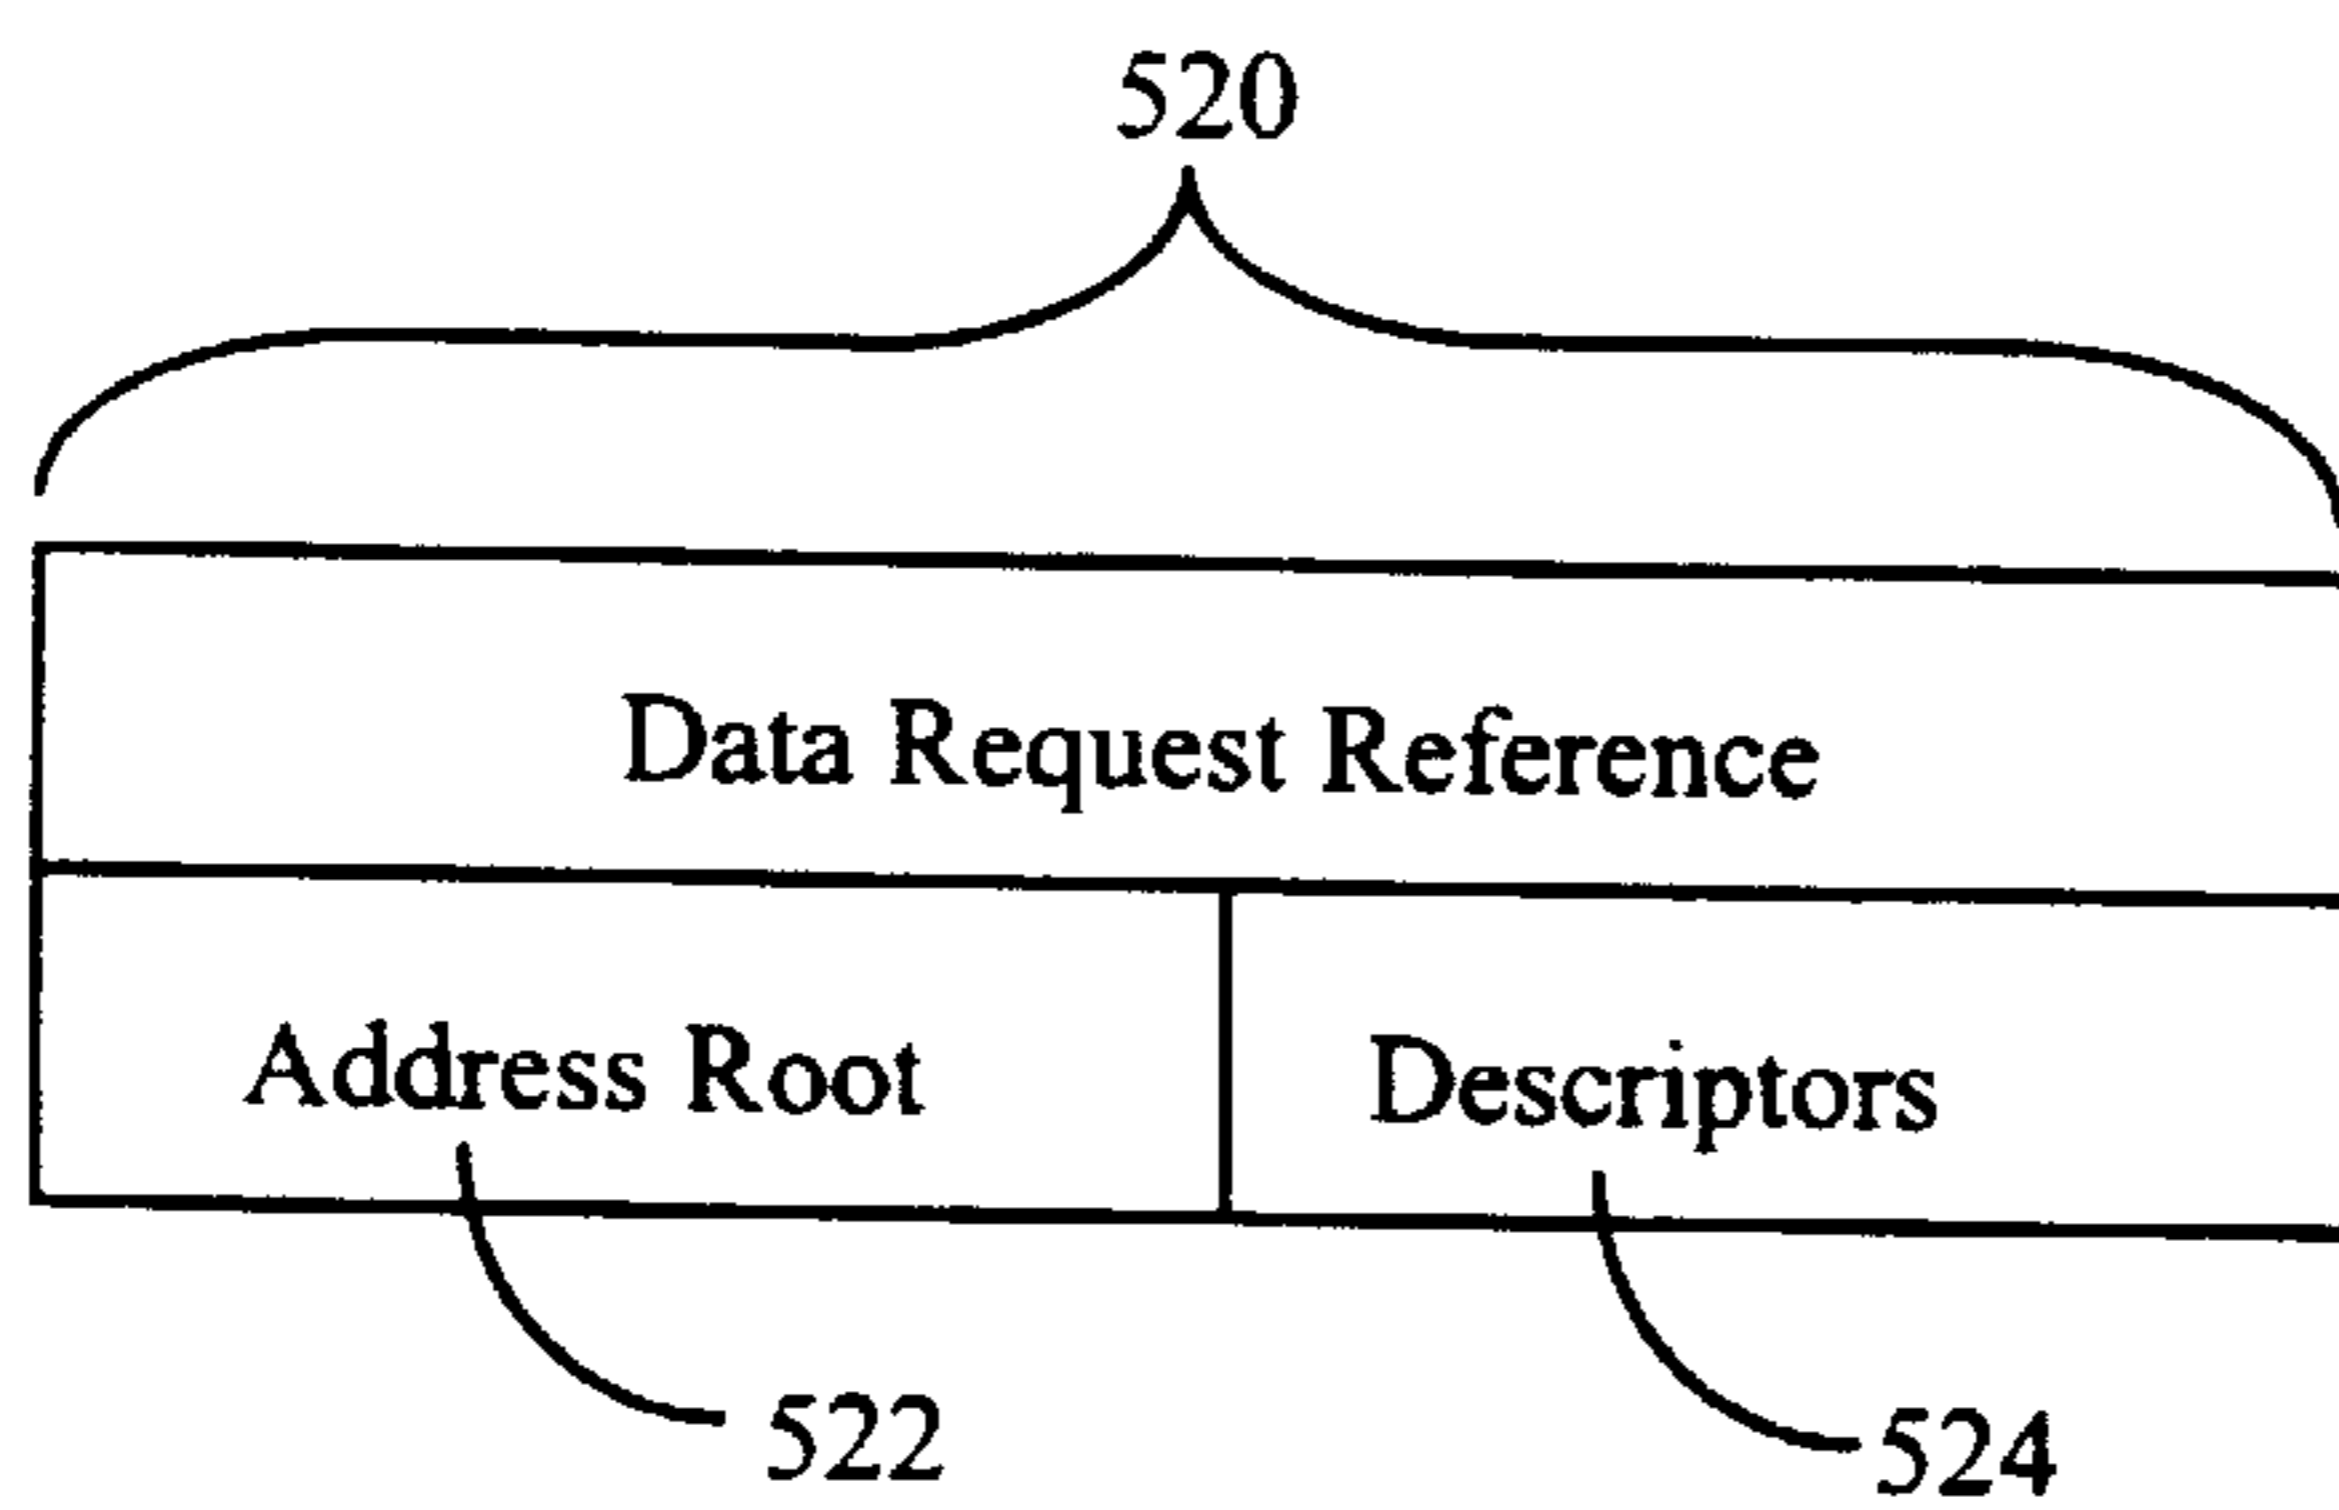 520
Data Request Reference
Address Root
Descriptors
522
524